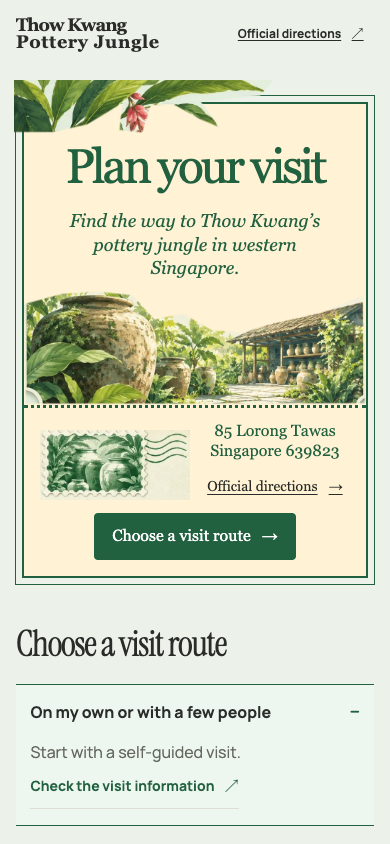 Thow Kwang
Pottery Jungle
Official directions ↗
Plan your visit
Find the way to Thow Kwang’s
pottery jungle in western
Singapore.
85 Lorong Tawas
Singapore 639823
Official directions →
Choose a visit route →
Choose a visit route
On my own or with a few people −
Start with a self-guided visit.
Check the visit information ↗